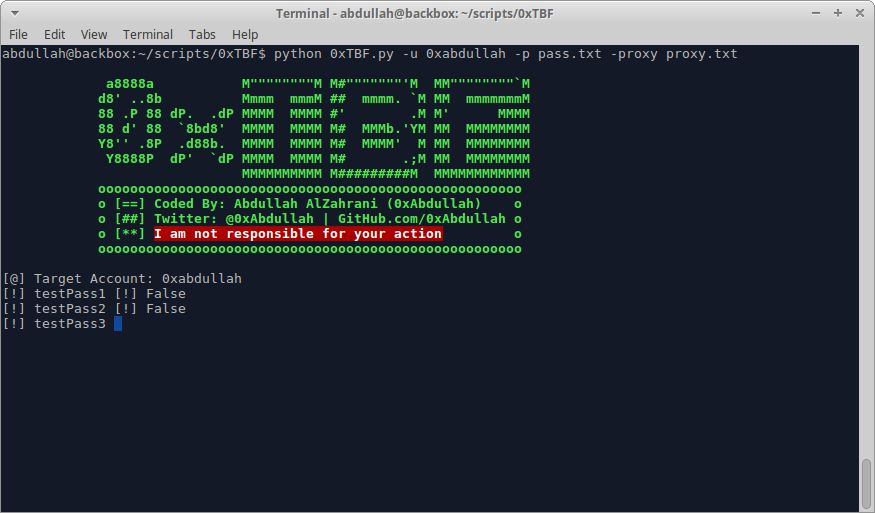 Terminal - abdullah@backbox: ~/scripts/0xTBF
File Edit View Terminal Tabs Help
abdullah@backbox:~/scripts/0xTBF$ python 0xTBF.py -u 0xabdullah -p pass.txt -proxy proxy.txt
             a8888a           M""""""""M M#"""""""'M  MM""""""""`M
            d8' ..8b          Mmmm  mmmM ##  mmmm. `M MM  mmmmmmmM
            88 .P 88 dP.  .dP MMMM  MMMM #'        .M M'      MMMM
            88 d' 88  `8bd8'  MMMM  MMMM M#  MMMb.'YM MM  MMMMMMMM
            Y8'' .8P  .d88b.  MMMM  MMMM M#  MMMM'  M MM  MMMMMMMM
             Y8888P  dP'  `dP MMMM  MMMM M#       .;M MM  MMMMMMMM
                              MMMMMMMMMM M#########M  MMMMMMMMMMMM
            ooooooooooooooooooooooooooooooooooooooooooooooooooooo
            o [==] Coded By: Abdullah AlZahrani (0xAbdullah)    o
            o [##] Twitter: @0xAbdullah | GitHub.com/0xAbdullah o
            o [**] I am not responsible for your action         o
            ooooooooooooooooooooooooooooooooooooooooooooooooooooo
[@] Target Account: 0xabdullah
[!] testPass1 [!] False
[!] testPass2 [!] False
[!] testPass3